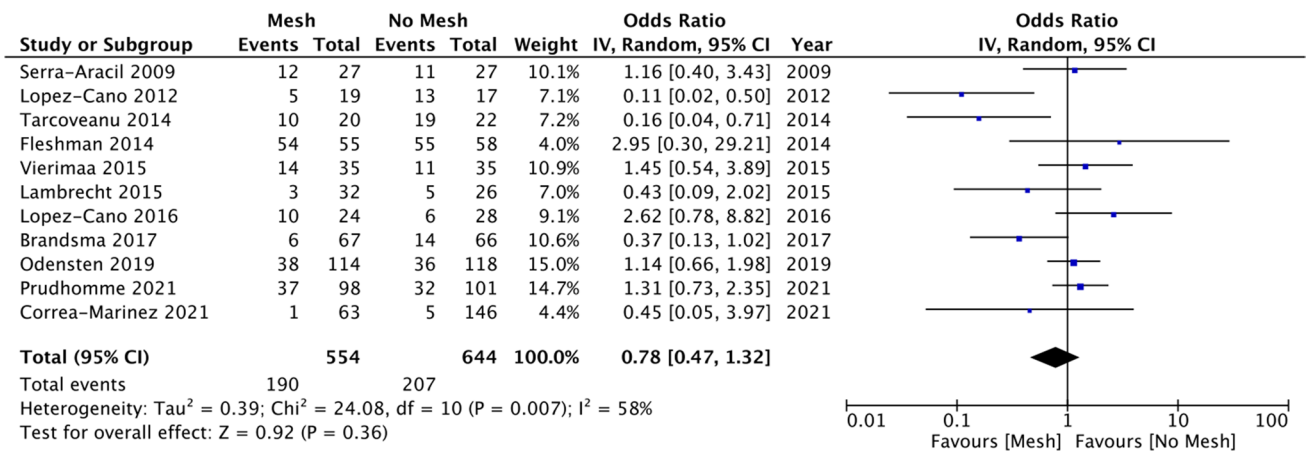 Mesh No Mesh Odds Ratio Odds Ratio
Study or Subgroup Events Total Events Total Weight IV, Random, 95% CI Year IV, Random, 95% CI
Serra-Aracil 2009 12 27 11 27 10.1% 1.16 [0.40, 3.43] 2009
Lopez-Cano 2012 5 19 13 17 7.1% 0.11 [0.02, 0.50] 2012
Tarcoveanu 2014 10 20 19 22 7.2% 0.16 [0.04, 0.71] 2014
Fleshman 2014 54 55 55 58 4.0% 2.95 [0.30, 29.21] 2014
Vierimaa 2015 14 35 11 35 10.9% 1.45 [0.54, 3.89] 2015
Lambrecht 2015 3 32 5 26 7.0% 0.43 [0.09, 2.02] 2015
Lopez-Cano 2016 10 24 6 28 9.1% 2.62 [0.78, 8.82] 2016
Brandsma 2017 6 67 14 66 10.6% 0.37 [0.13, 1.02] 2017
Odensten 2019 38 114 36 118 15.0% 1.14 [0.66, 1.98] 2019
Prudhomme 2021 37 98 32 101 14.7% 1.31 [0.73, 2.35] 2021
Correa-Marinez 2021 1 63 5 146 4.4% 0.45 [0.05, 3.97] 2021
Total (95% CI) 554 644 100.0% 0.78 [0.47, 1.32]
Total events 190 207
Heterogeneity: Tau² = 0.39; Chi² = 24.08, df = 10 (P = 0.007); I² = 58%
Test for overall effect: Z = 0.92 (P = 0.36)
0.01 0.1 1 10 100
Favours [Mesh] Favours [No Mesh]